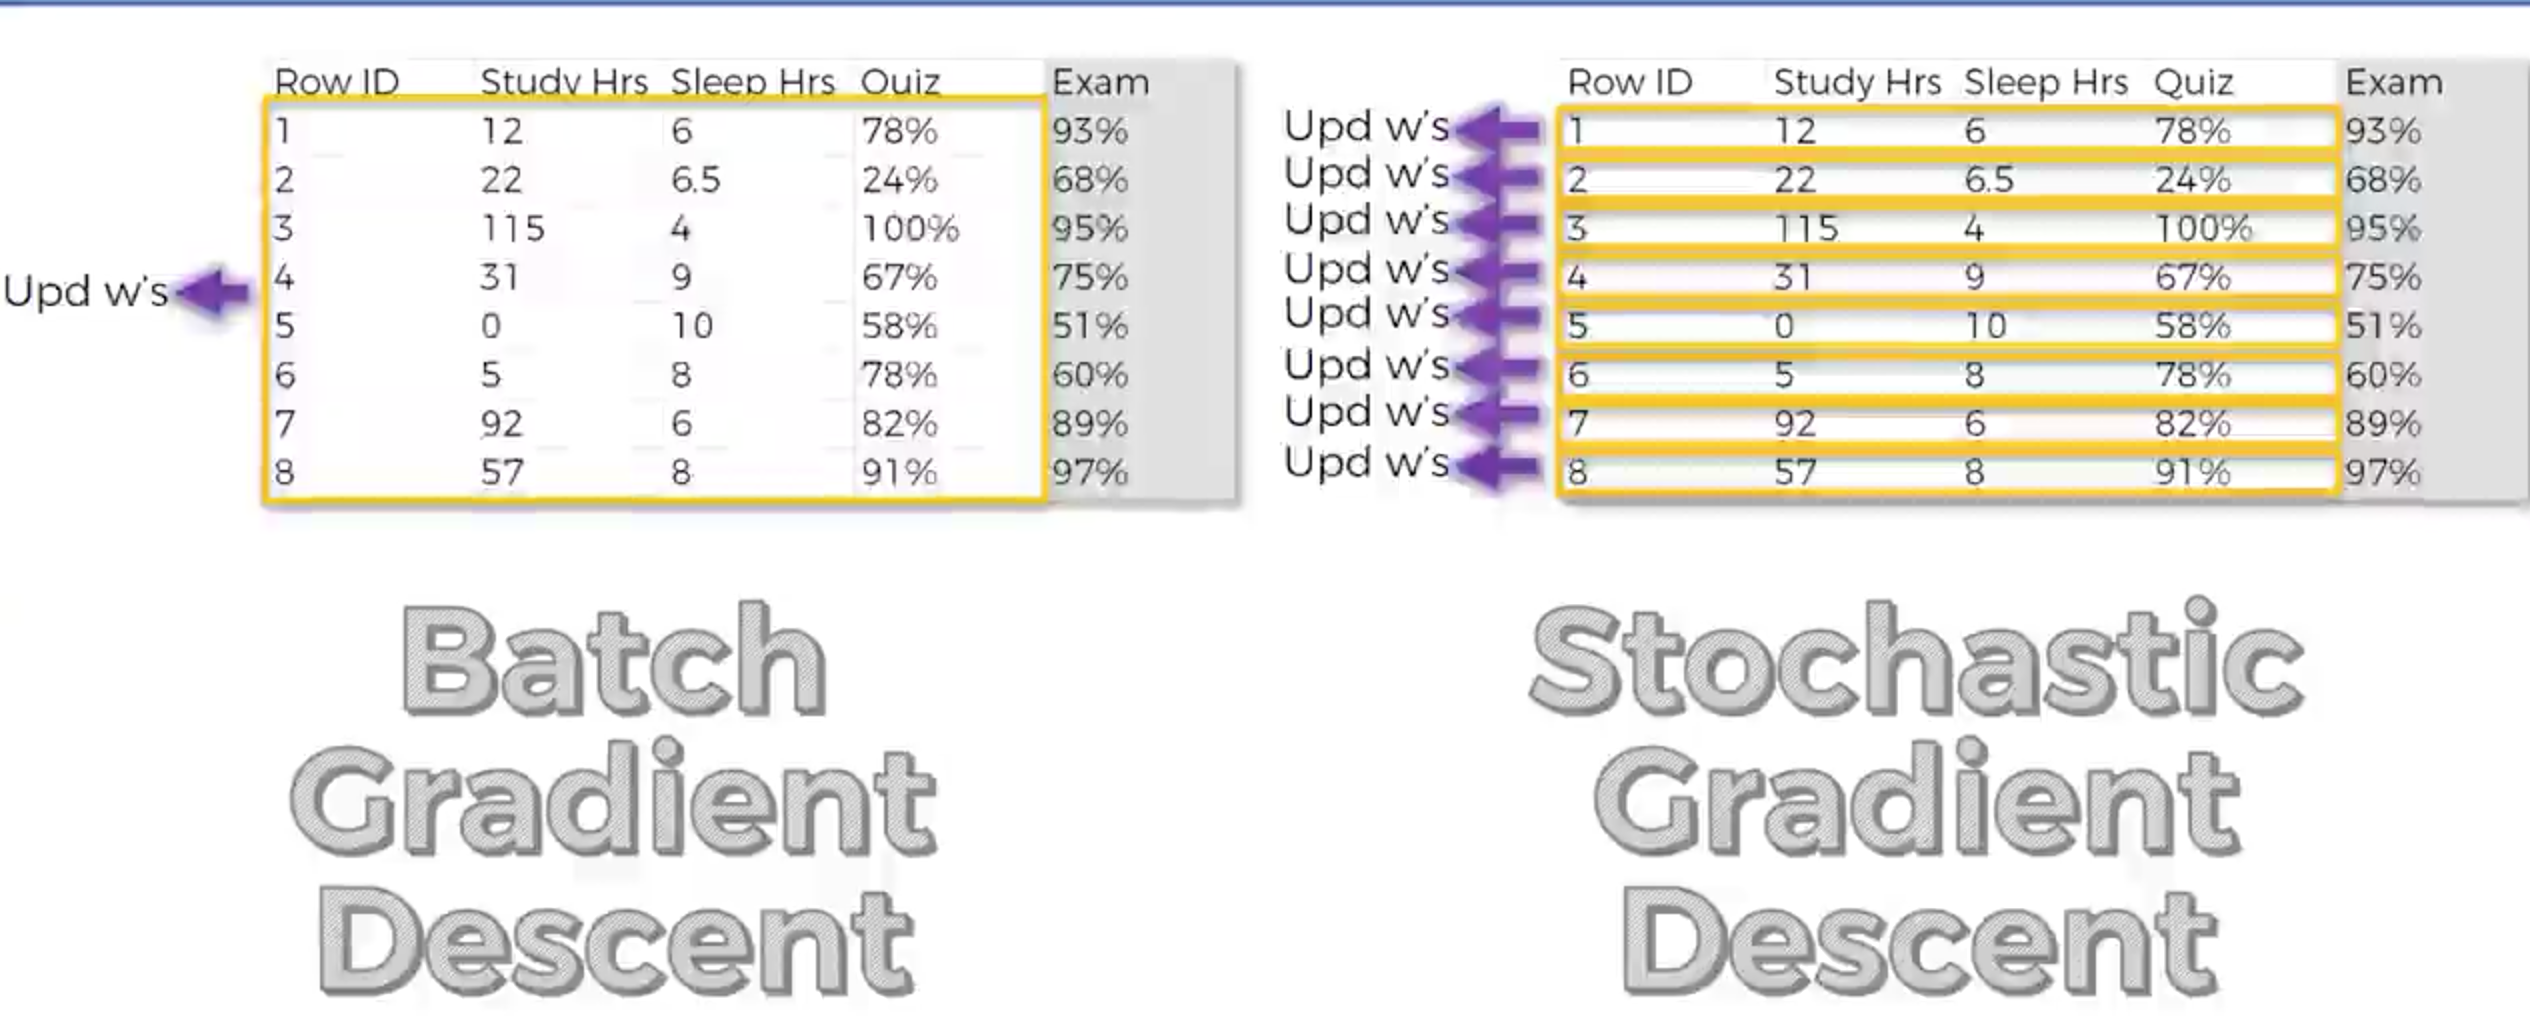 Row ID Study Hrs Sleep Hrs Quiz Exam
1 12 6 78% 93%
2 22 6.5 24% 68%
3 115 4 100% 95%
4 31 9 67% 75%
Upd w's
5 0 10 58% 51%
6 5 8 78% 60%
7 92 6 82% 89%
8 57 8 91% 97%
Batch
Gradient
Descent
Row ID Study Hrs Sleep Hrs Quiz Exam
Upd w's 1 12 6 78% 93%
Upd w's 2 22 6.5 24% 68%
Upd w's 3 115 4 100% 95%
Upd w's 4 31 9 67% 75%
Upd w's 5 0 10 58% 51%
Upd w's 6 5 8 78% 60%
Upd w's 7 92 6 82% 89%
Upd w's 8 57 8 91% 97%
Stochastic
Gradient
Descent